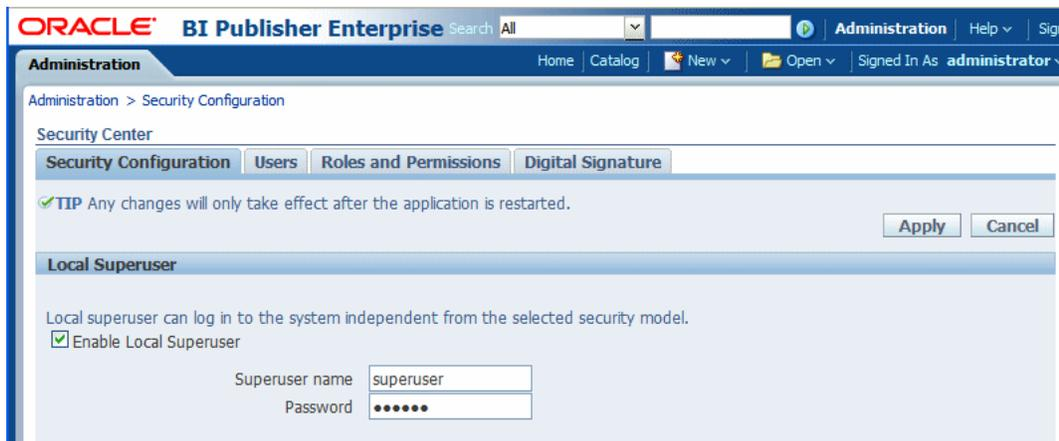 ORACLE BI Publisher Enterprise Search All Administration Help
Administration Home Catalog New Open Signed In As administrator
Administration > Security Configuration
Security Center
Security Configuration Users Roles and Permissions Digital Signature
TIP Any changes will only take effect after the application is restarted.
Apply Cancel
Local Superuser
Local superuser can log in to the system independent from the selected security model.
Enable Local Superuser
Superuser name superuser
Password ••••••